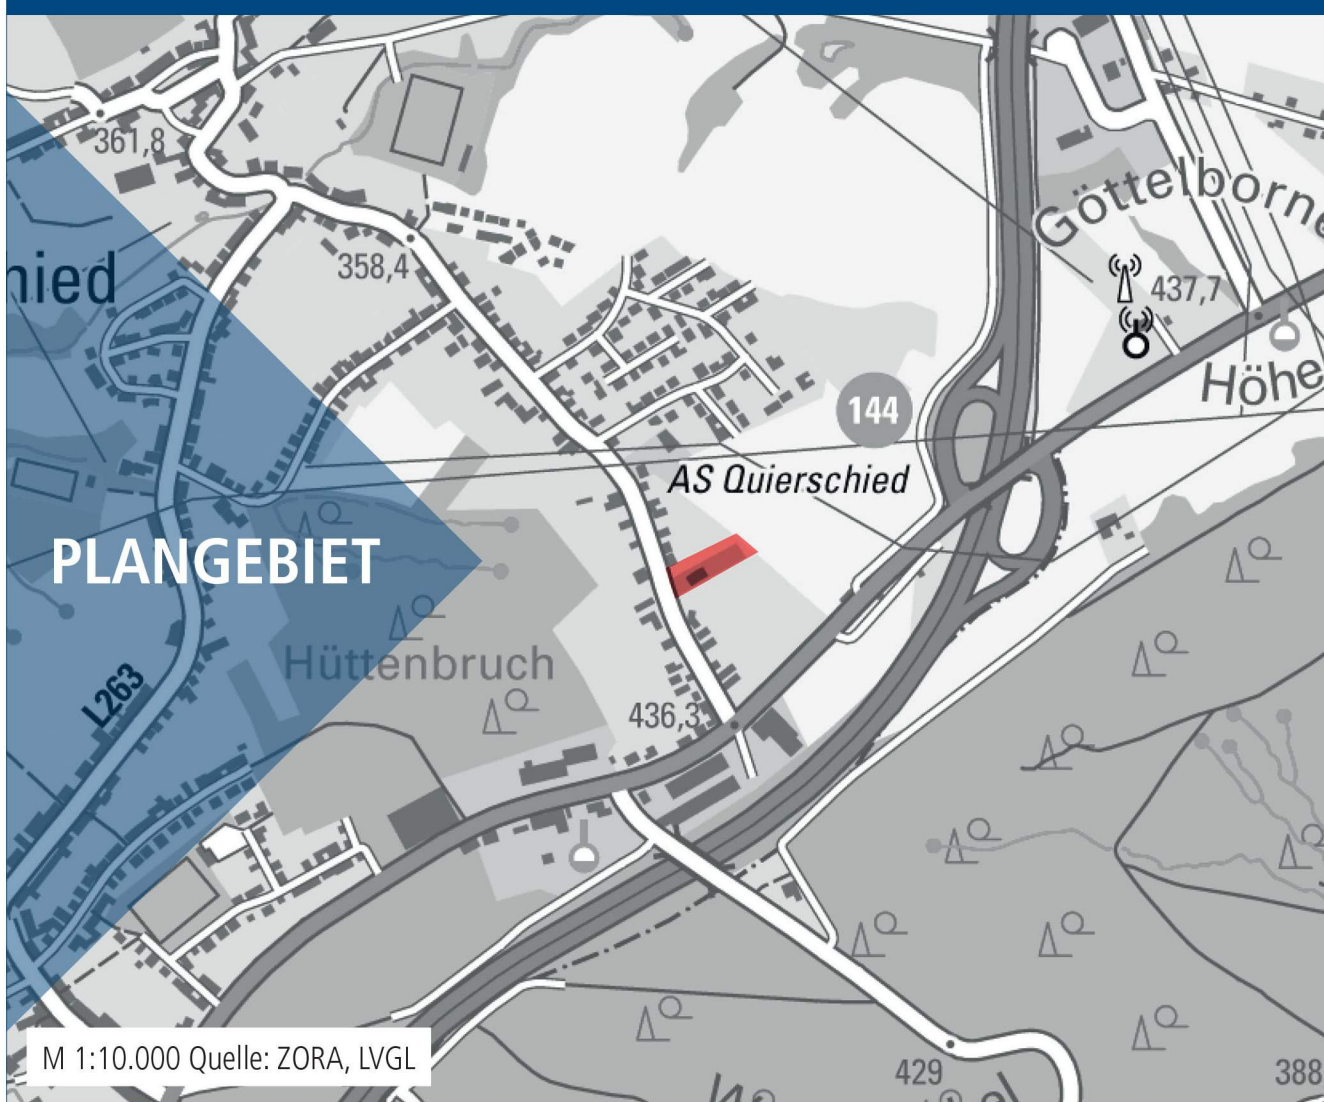 361,8
358,4
hied
Göttelborne
437,7
Höhe
144
AS Quierschied
PLANGEBIET
Hüttenbruch
L263
436,3
M 1:10.000 Quelle: ZORA, LVGL
429
388